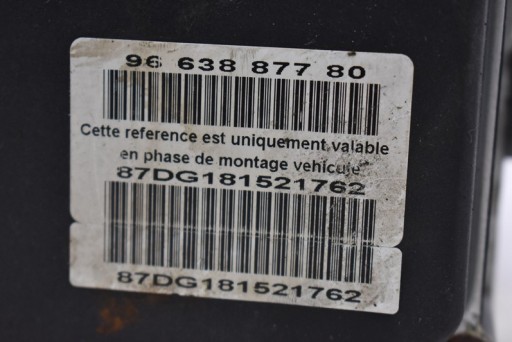 96 638 877 80
Cette reference est uniquement valable
en phase de montage vehicule
87DG181521762
87DG181521762